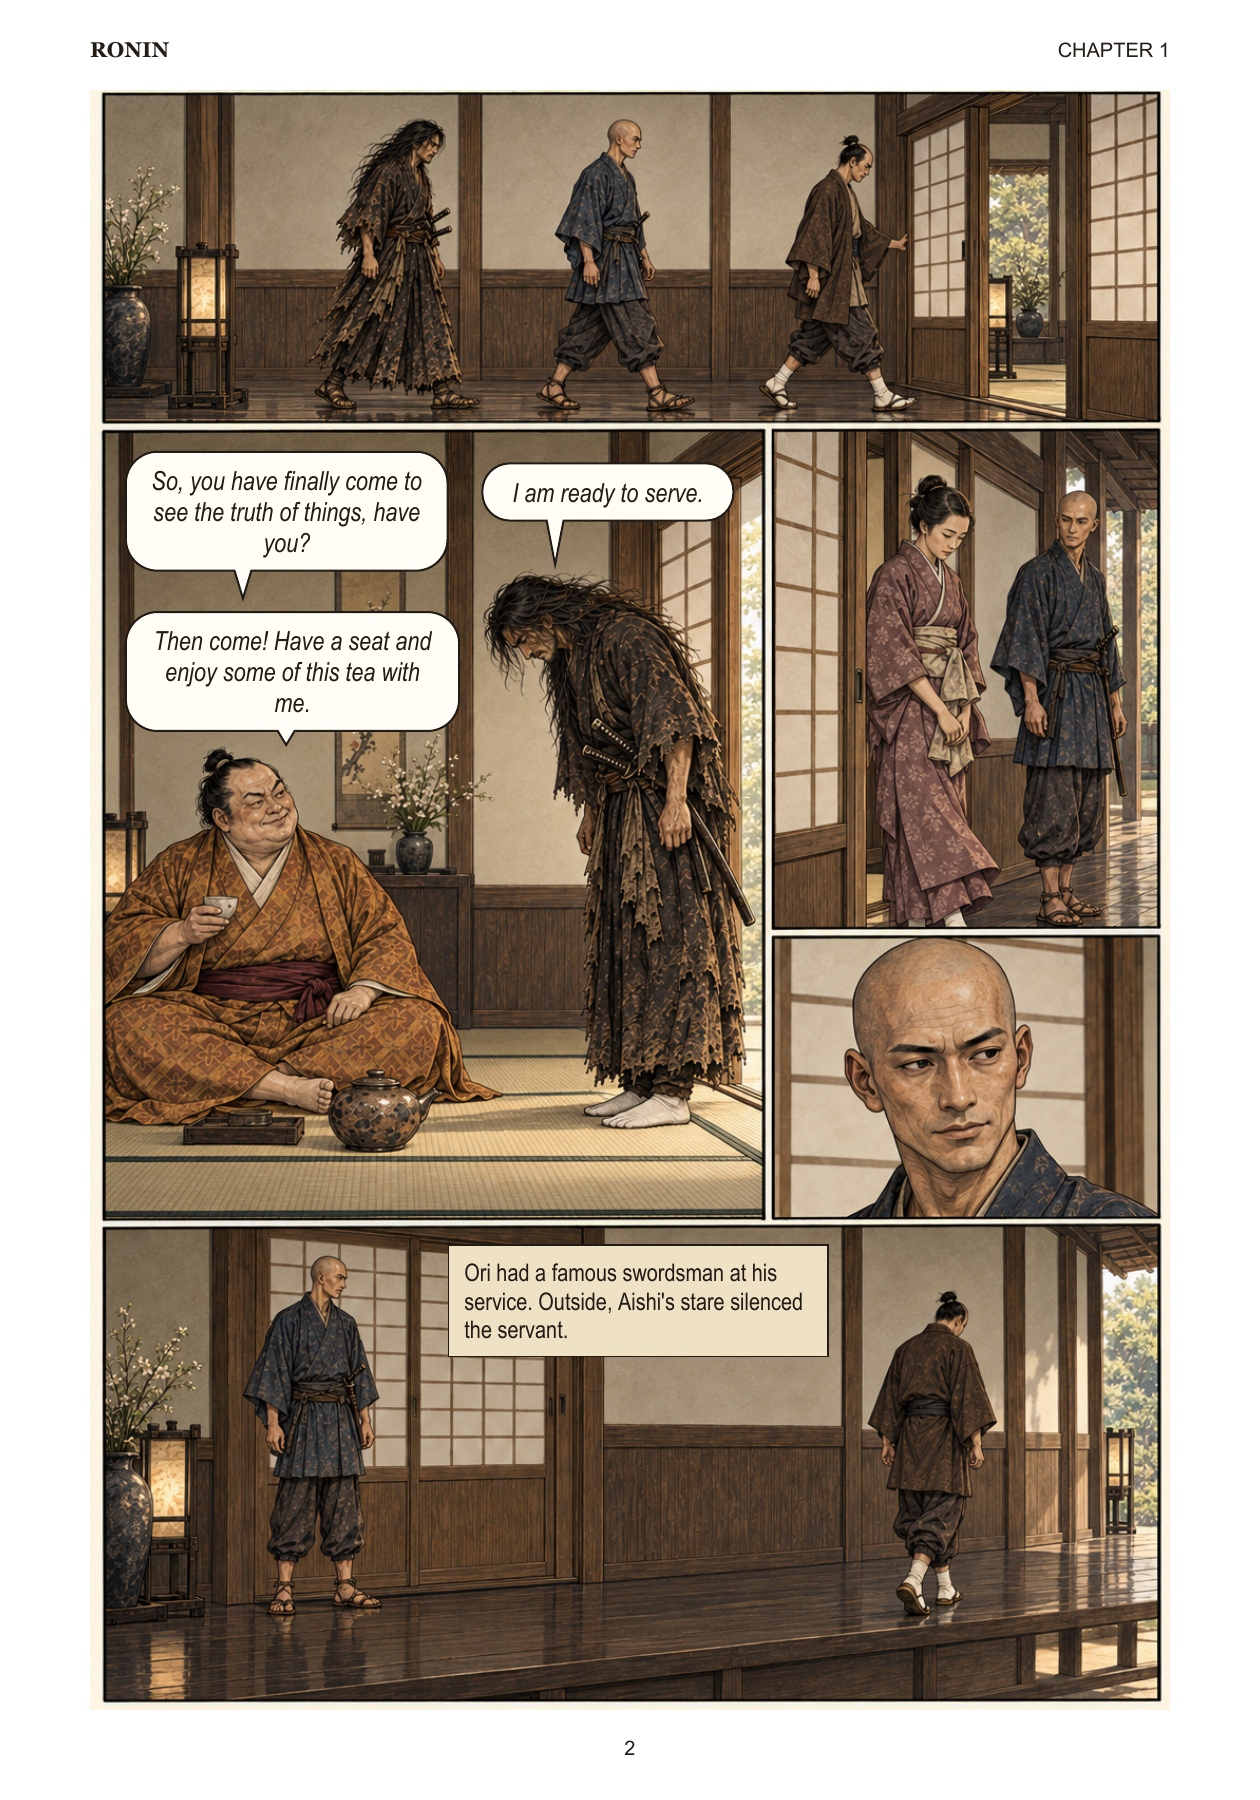 RONIN
CHAPTER 1
So, you have finally come to
see the truth of things, have
you?
I am ready to serve.
Then come! Have a seat and
enjoy some of this tea with
me.
Ori had a famous swordsman at his
service. Outside, Aishi's stare silenced
the servant.
2